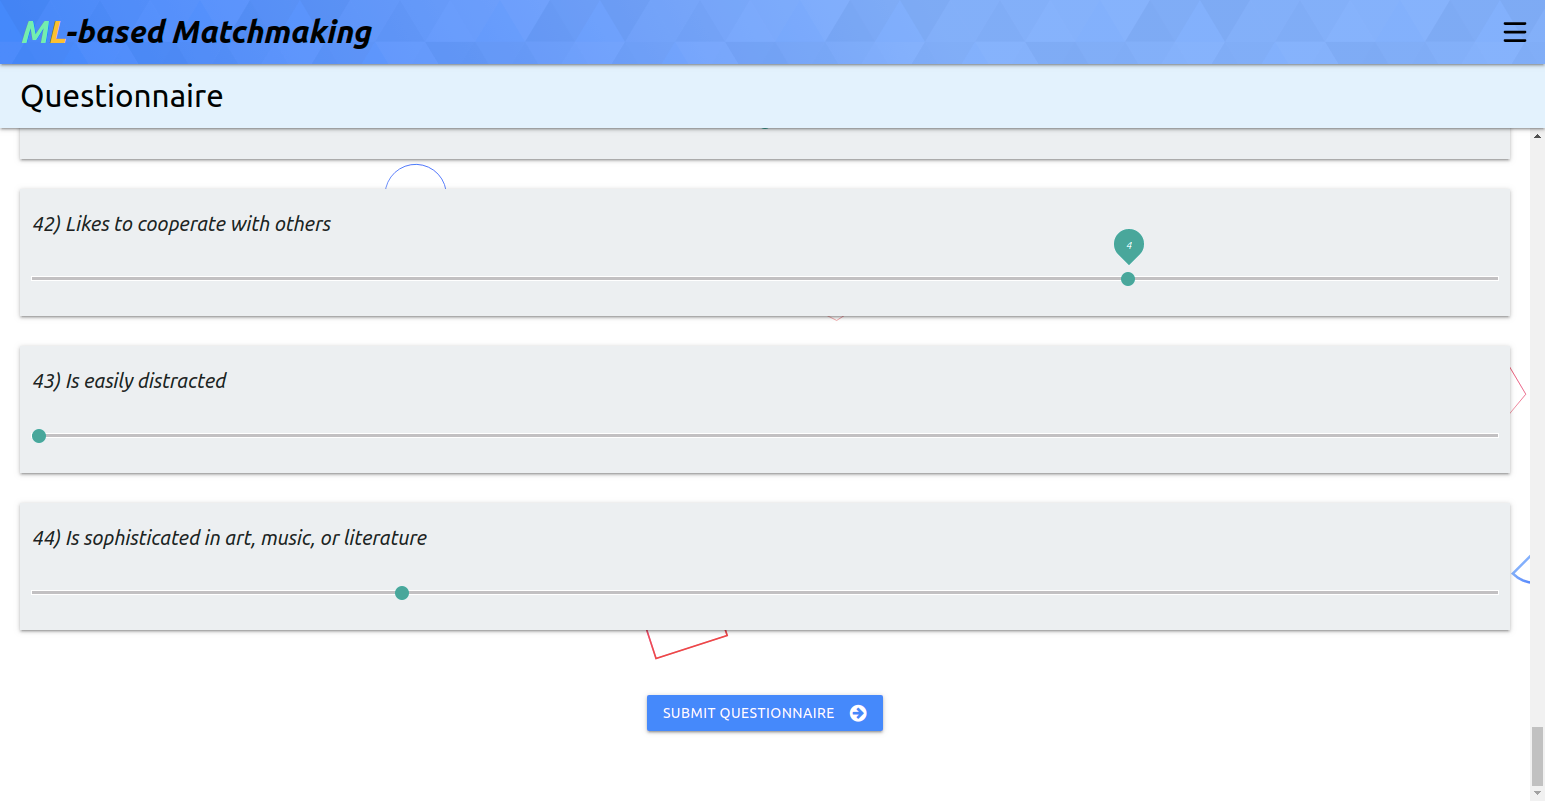 ML-based Matchmaking
Questionnaire
42) Likes to cooperate with others
4
43) Is easily distracted
44) Is sophisticated in art, music, or literature
SUBMIT QUESTIONNAIRE